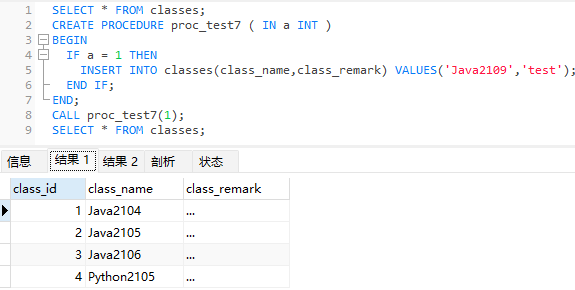 1 SELECT * FROM classes;
2 CREATE PROCEDURE proc_test7 ( IN a INT )
3 BEGIN
4 IF a = 1 THEN
5 INSERT INTO classes(class_name,class_remark) VALUES('Java2109','test');
6 END IF;
7 END;
8 CALL proc_test7(1);
9 SELECT * FROM classes;
信息 结果 1 结果 2 剖析 状态
class_id class_name class_remark
1 Java2104 ...
2 Java2105 ...
3 Java2106 ...
4 Python2105 ...